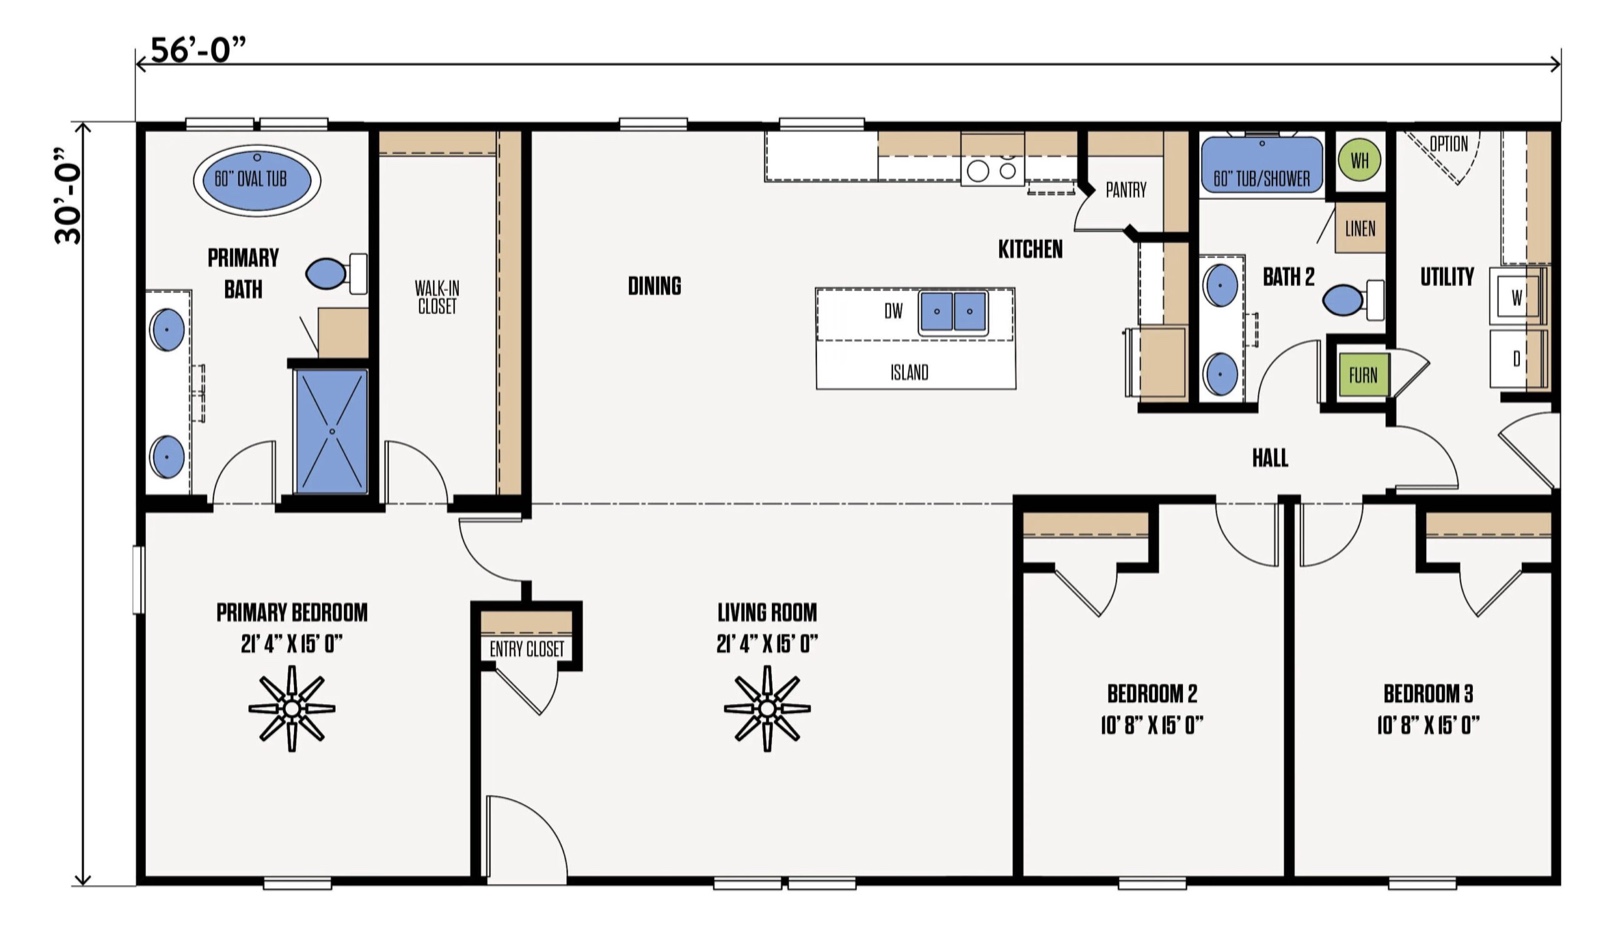 56'-0"
30'-0"
60" OVAL TUB
PRIMARY
BATH
WALK-IN
CLOSET
DINING
KITCHEN
PANTRY
DW
ISLAND
60" TUB/SHOWER
WH
LINEN
BATH 2
FURN
OPTION
UTILITY
W
D
HALL
PRIMARY BEDROOM
21' 4" X 15' 0"
ENTRY CLOSET
LIVING ROOM
21' 4" X 15' 0"
BEDROOM 2
10' 8" X 15' 0"
BEDROOM 3
10' 8" X 15' 0"